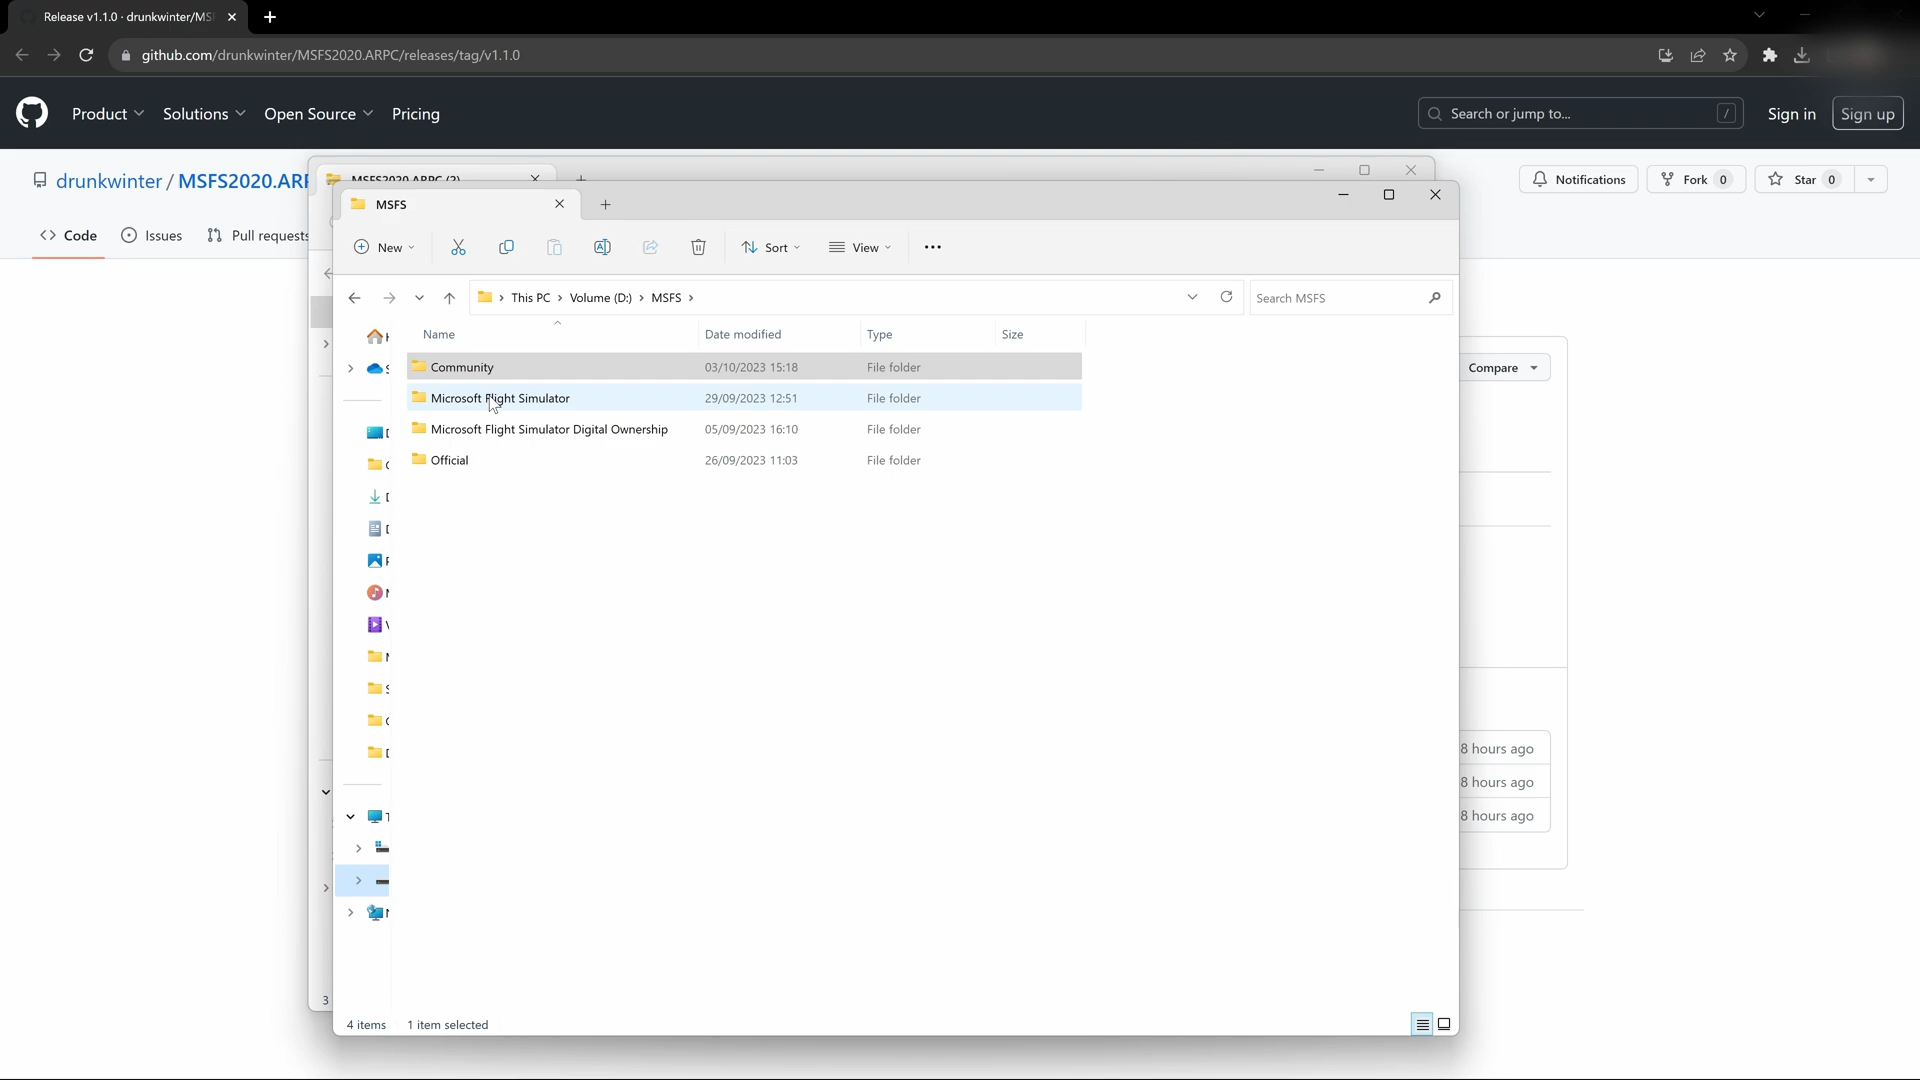 Release v1.1.0 · drunkwinter/MS
github.com/drunkwinter/MSFS2020.ARPC/releases/tag/v1.1.0
Product
Solutions
Open Source
Pricing
Search or jump to...
/
Sign in
Sign up
drunkwinter / MSFS2020.ARP
Notifications
Fork 0
Star 0
Code
Issues
Pull requests
MSFS2020.ARPC (2)
MSFS
New
Sort
View
This PC > Volume (D:) > MSFS >
Search MSFS
Name
Date modified
Type
Size
Community 03/10/2023 15:18 File folder
Microsoft Flight Simulator 29/09/2023 12:51 File folder
Microsoft Flight Simulator Digital Ownership 05/09/2023 16:10 File folder
Official 26/09/2023 11:03 File folder
Compare
8 hours ago
8 hours ago
8 hours ago
3
4 items
1 item selected